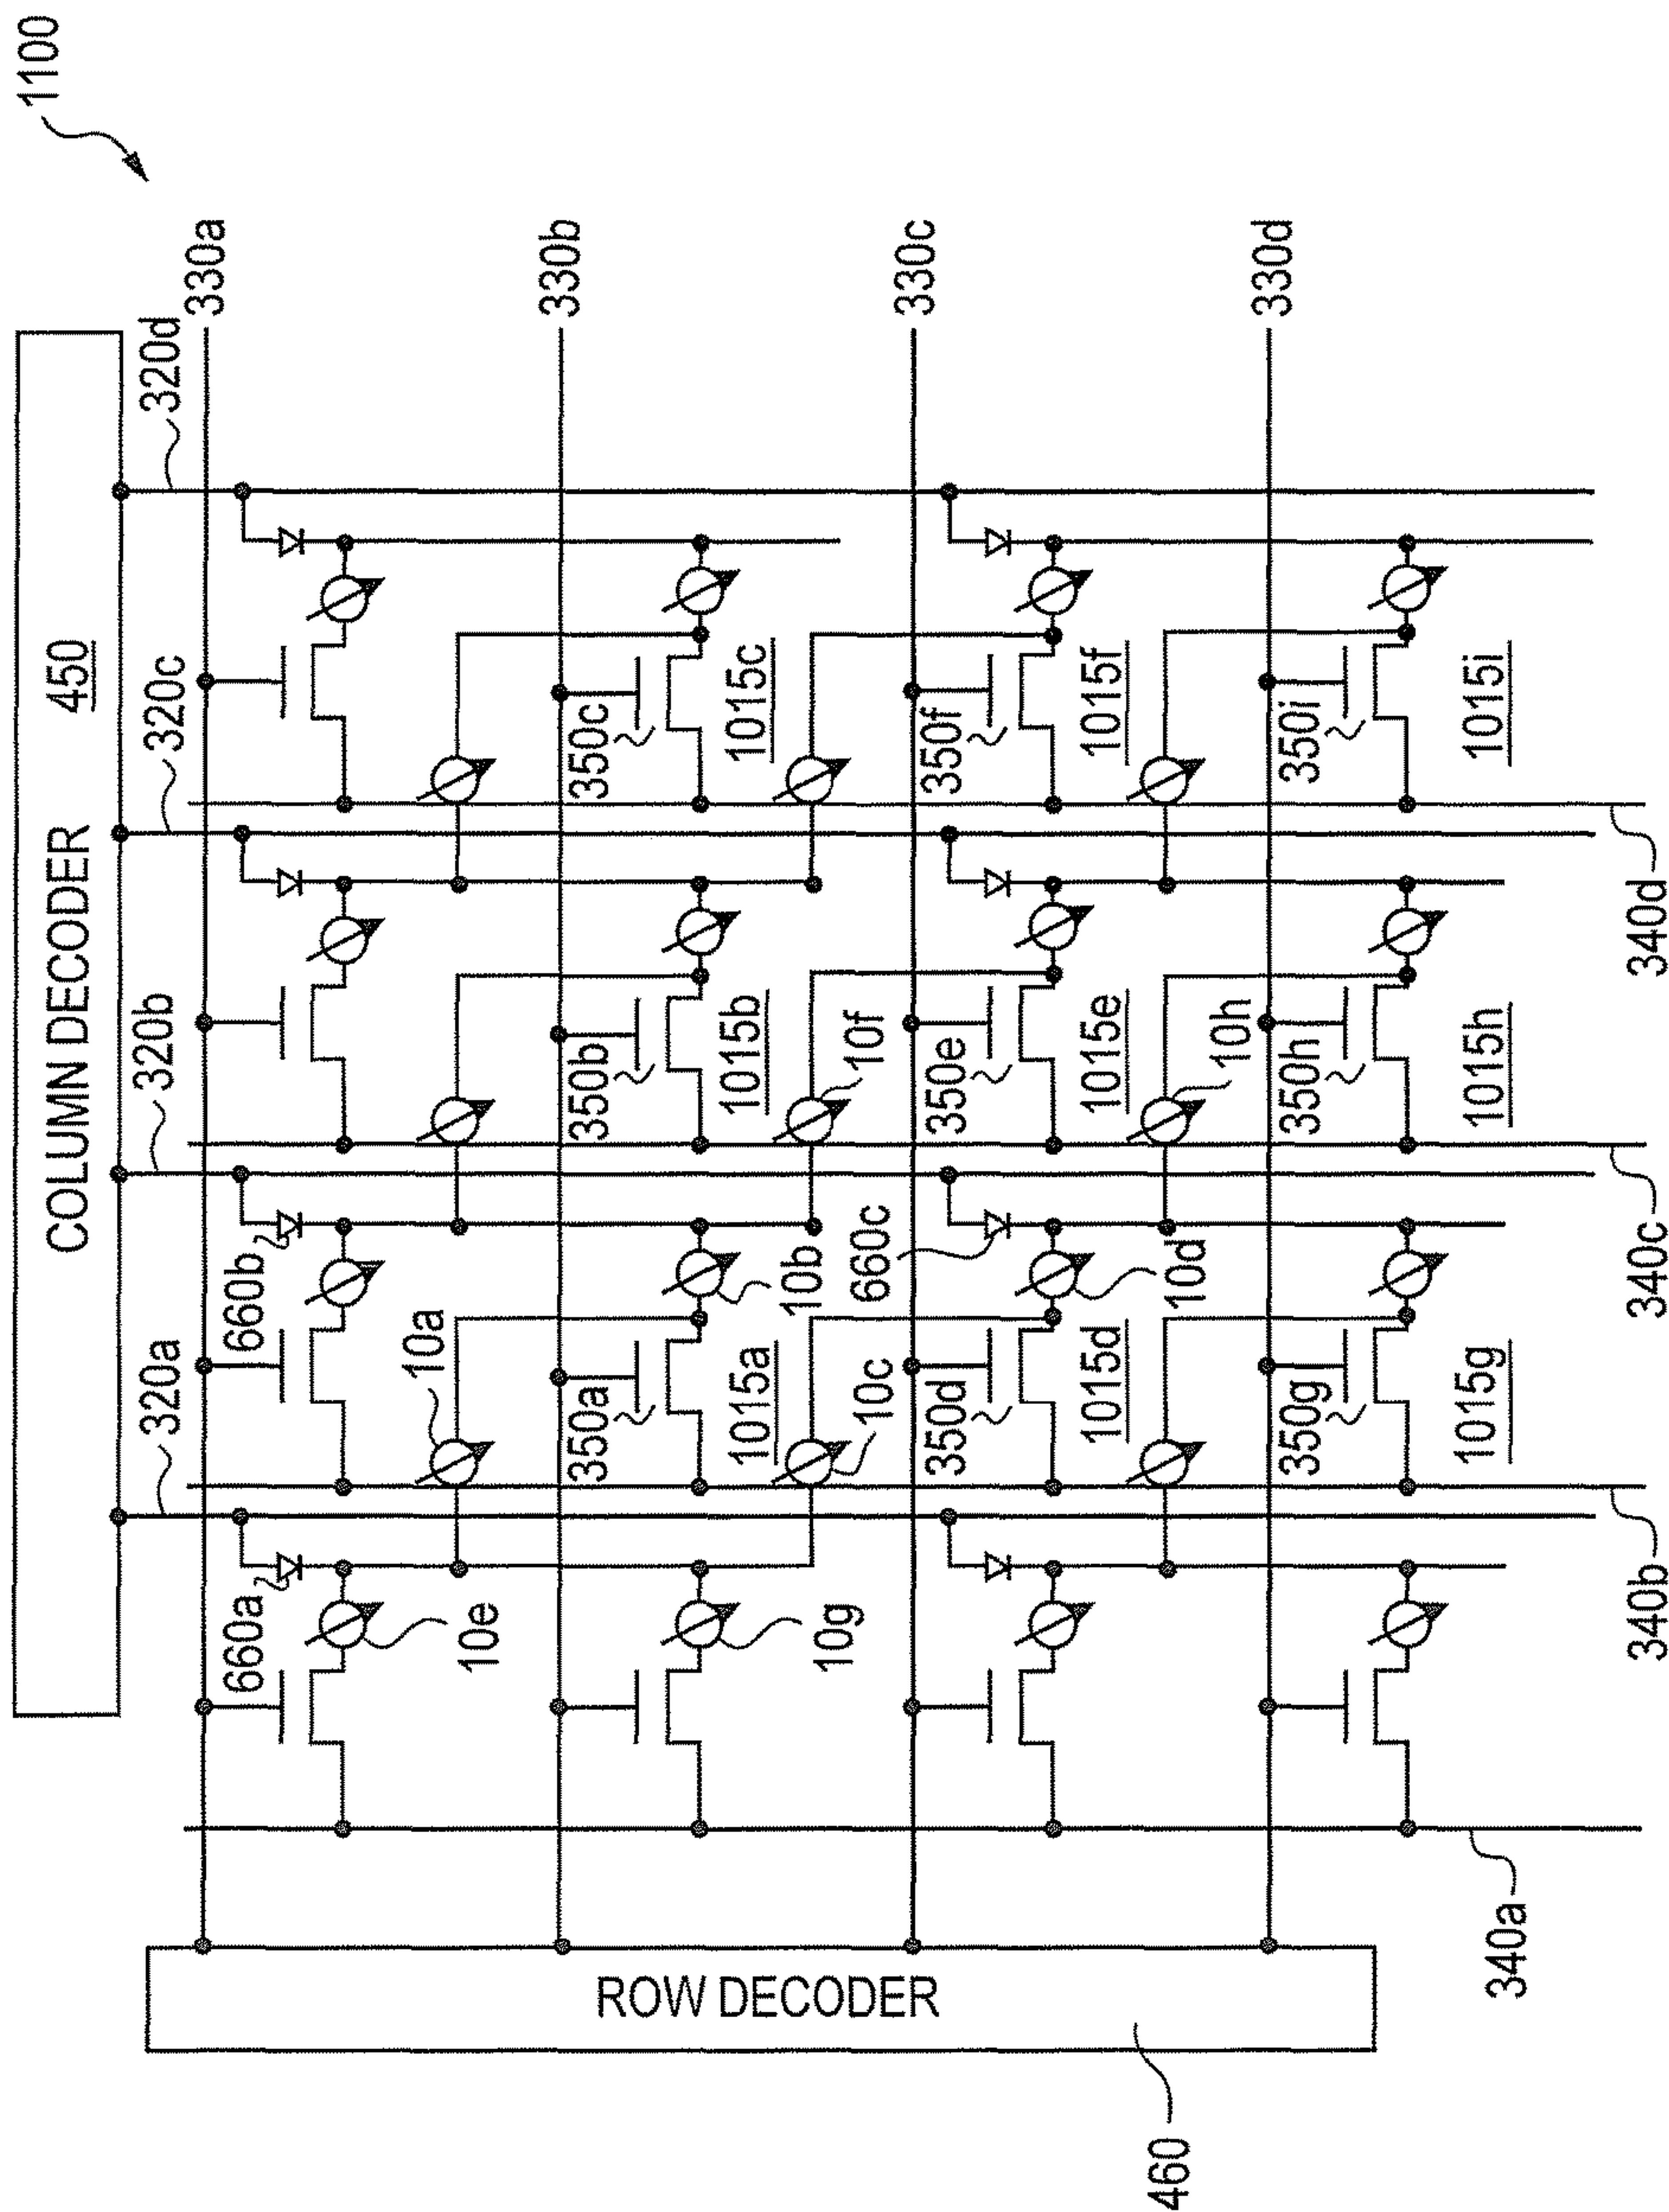 1100
COLUMN DECODER 450
320a
320b
320c
320d
330a
330b
330c
330d
660a
660b
10e
10a
350a
350b
350c
1015a
1015b
1015c
10b
10g
10c
10f
660c
350d
350e
350f
1015d
1015e
1015f
10d
10h
350g
350h
350i
1015g
1015h
1015i
340a
340b
340c
340d
ROW DECODER
460